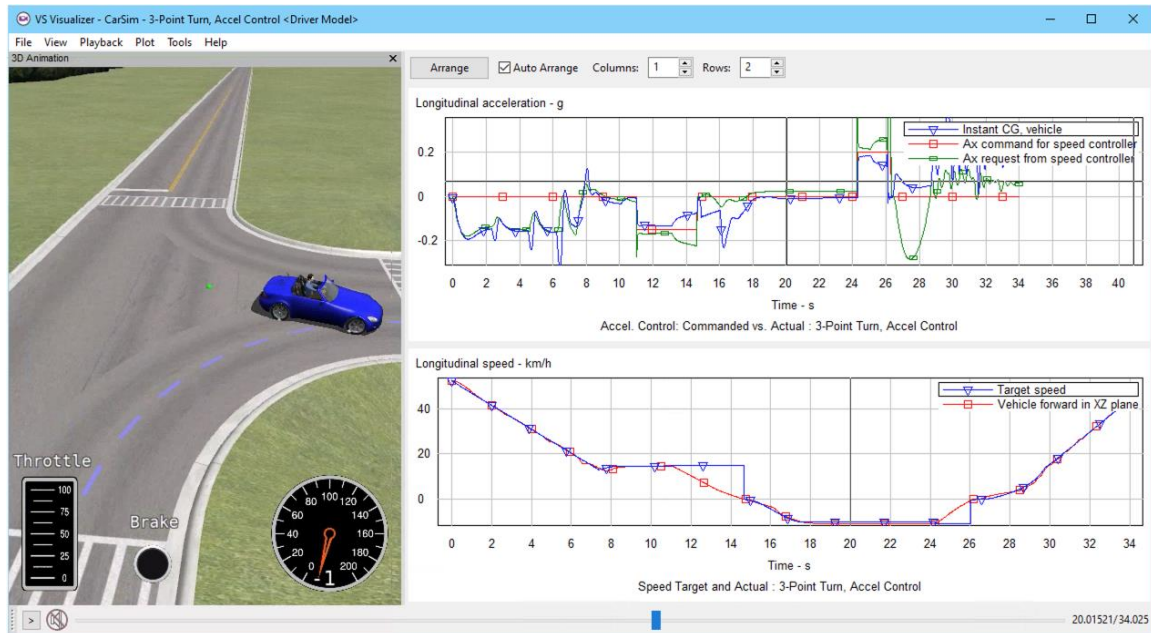 VS Visualizer - CarSim - 3-Point Turn, Accel Control <Driver Model>
File View Playback Plot Tools Help
3D Animation
Arrange Auto Arrange Columns: 1 Rows: 2
Longitudinal acceleration - g
Instant CG, vehicle
Ax command for speed controller
Ax request from speed controller
0.2
0
-0.2
0 2 4 6 8 10 12 14 16 18 20 22 24 26 28 30 32 34 36 38 40
Time - s
Accel. Control: Commanded vs. Actual : 3-Point Turn, Accel Control
Longitudinal speed - km/h
Target speed
Vehicle forward in XZ plane
40
20
0
0 2 4 6 8 10 12 14 16 18 20 22 24 26 28 30 32 34
Time - s
Speed Target and Actual : 3-Point Turn, Accel Control
Throttle
100
75
50
25
0
Brake
0 20 40 60 80 100 120 140 160 180 200
-1
> 20.01521/34.025